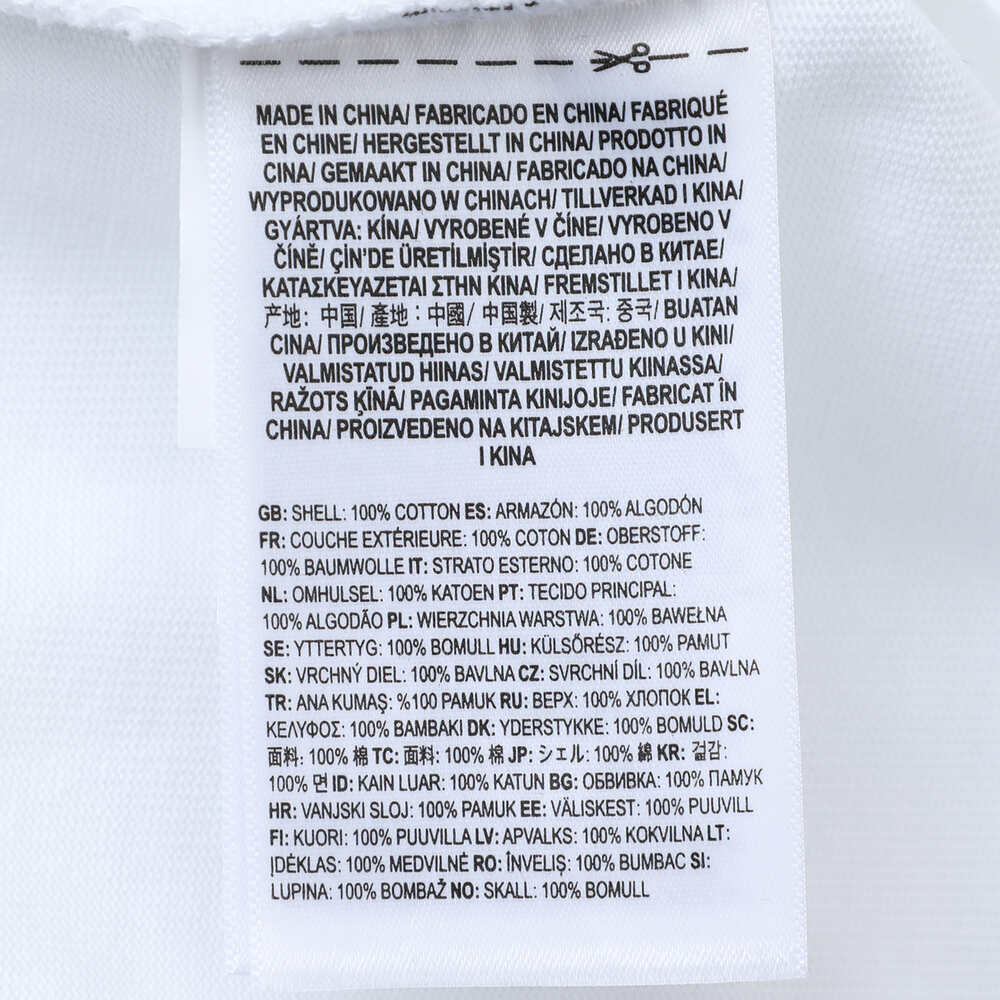 MADE IN CHINA/ FABRICADO EN CHINA/ FABRIQUÉ
EN CHINE/ HERGESTELLT IN CHINA/ PRODOTTO IN
CINA/ GEMAAKT IN CHINA/ FABRICADO NA CHINA/
WYPRODUKOWANO W CHINACH/ TILLVERKAD I KINA/
GYÁRTVA: KÍNA/ VYROBENÉ V ČÍNE/ VYROBENO V
ČÍNĚ/ ÇİN'DE ÜRETİLMİŞTİR/ СДЕЛАНО В КИТАЕ/
ΚΑΤΑΣΚΕΥΑΖΕΤΑΙ ΣΤΗΝ ΚΙΝΑ/ FREMSTILLET I KINA/
产地: 中国/ 產地: 中國/ 中国製/ 제조국: 중국/ BUATAN
CINA/ ПРОИЗВЕДЕНО В КИТАЙ/ IZRAĐENO U KINI/
VALMISTATUD HIINAS/ VALMISTETTU KIINASSA/
RAŽOTS ĶĪNĀ/ PAGAMINTA KINIJOJE/ FABRICAT ÎN
CHINA/ PROIZVEDENO NA KITAJSKEM/ PRODUSERT
I KINA
GB: SHELL: 100% COTTON ES: ARMAZÓN: 100% ALGODÓN
FR: COUCHE EXTÉRIEURE: 100% COTON DE: OBERSTOFF:
100% BAUMWOLLE IT: STRATO ESTERNO: 100% COTONE
NL: OMHULSEL: 100% KATOEN PT: TECIDO PRINCIPAL:
100% ALGODÃO PL: WIERZCHNIA WARSTWA: 100% BAWEŁNA
SE: YTTERTYG: 100% BOMULL HU: KÜLSŐRÉSZ: 100% PAMUT
SK: VRCHNÝ DIEL: 100% BAVLNA CZ: SVRCHNÍ DÍL: 100% BAVLNA
TR: ANA KUMAŞ: %100 PAMUK RU: ВЕРХ: 100% ХЛОПОК EL:
ΚΕΛΥΦΟΣ: 100% ΒΑΜΒΑΚΙ DK: YDERSTYKKE: 100% BOMULD SC:
面料: 100% 棉 TC: 面料: 100% 棉 JP: シェル: 100% 綿 KR: 겉감:
100% 면 ID: KAIN LUAR: 100% KATUN BG: ОБВИВКА: 100% ПАМУК
HR: VANJSKI SLOJ: 100% PAMUK EE: VÄLISKEST: 100% PUUVILL
FI: KUORI: 100% PUUVILLA LV: APVALKS: 100% KOKVILNA LT:
ĮDĖKLAS: 100% MEDVILNĖ RO: ÎNVELIȘ: 100% BUMBAC SI:
LUPINA: 100% BOMBAŽ NO: SKALL: 100% BOMULL